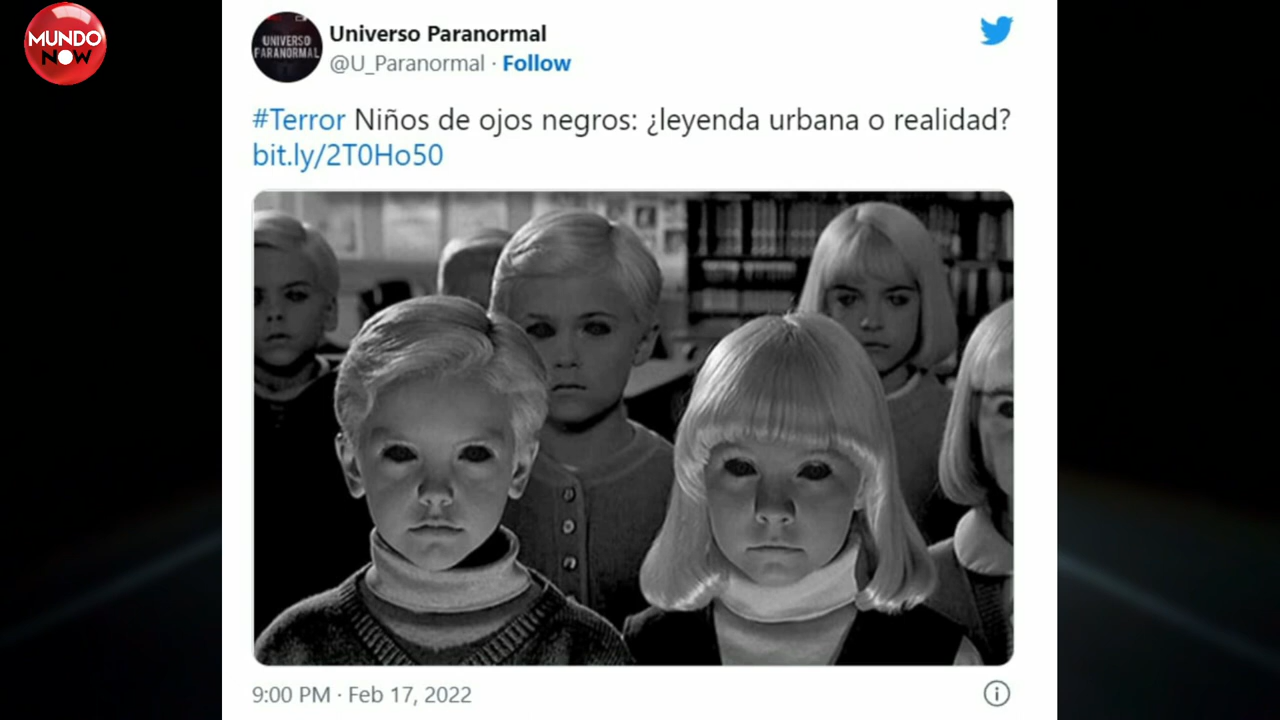 MUNDO
NOW
UNIVERSO
PARANORMAL
Universo Paranormal
@U_Paranormal · Follow
#Terror Niños de ojos negros: ¿leyenda urbana o realidad?
bit.ly/2T0Ho50
9:00 PM · Feb 17, 2022